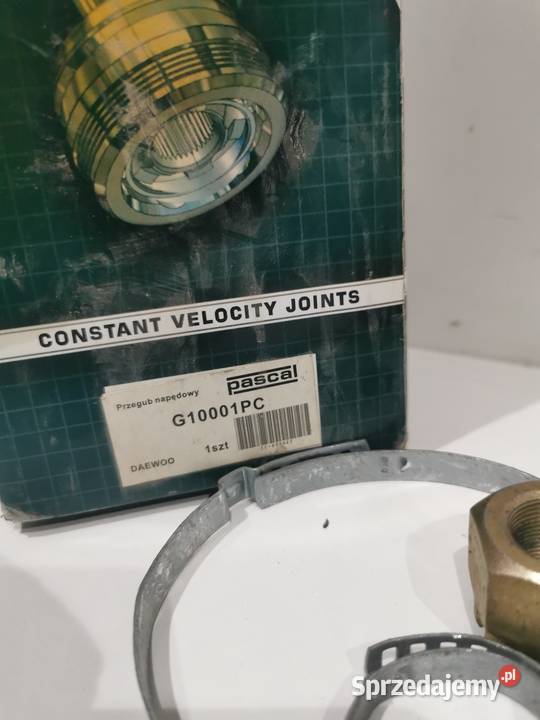 CONSTANT VELOCITY JOINTS
Przegub napędowy
pascal
G10001PC
DAEWOO
1szt
Sprzedajemy.pl